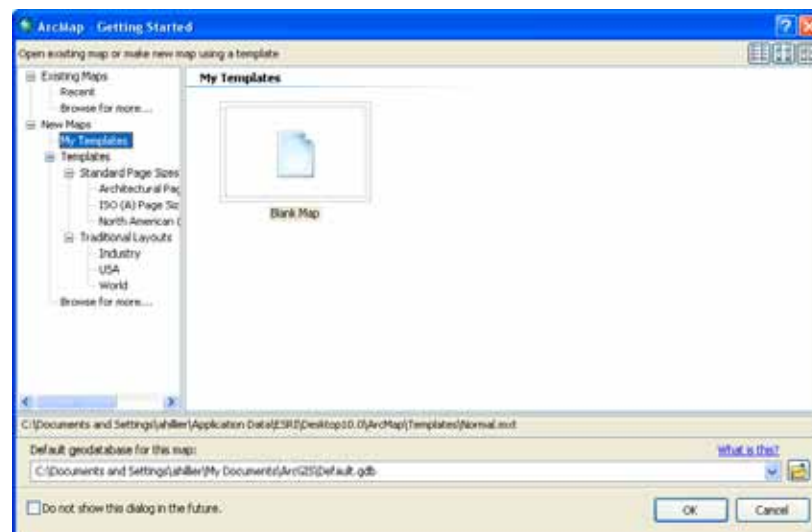 ArcMap - Getting Started
Open existing map or make new map using a template
Existing Maps
Recent
Browse for more...
New Maps
My Templates
Templates
Standard Page Sizes
Architectural Pag
ISO (A) Page Siz
North American (
Traditional Layouts
Industry
USA
World
Browse for more...
My Templates
Blank Map
C:\Documents and Settings\ahillier\Application Data\ESRI\Desktop10.0\ArcMap\Templates\Normal.mxt
Default geodatabase for this map:
What is this?
C:\Documents and Settings\ahillier\My Documents\ArcGIS\Default.gdb
Do not show this dialog in the future.
OK
Cancel